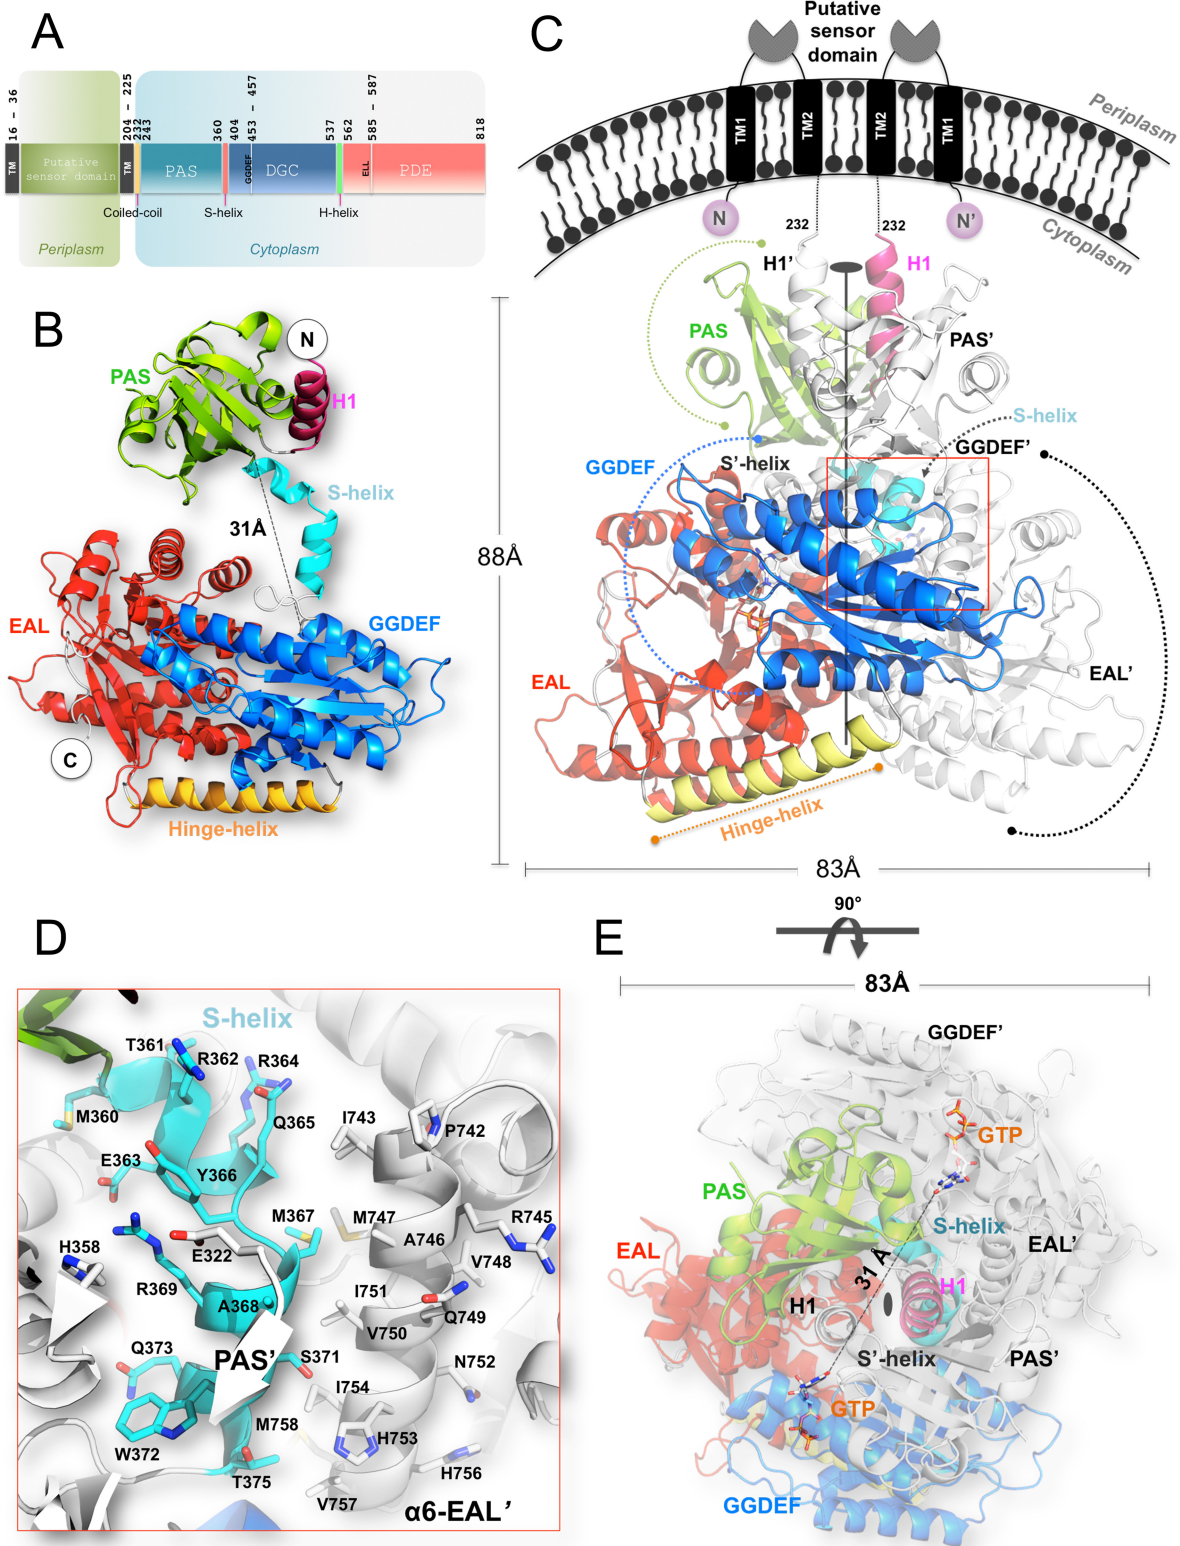 A
16 - 36
204 - 225
232
243
360
404
453 - 457
537
562
585 - 587
818
TM
Putative
sensor domain
TM
PAS
GGDEF
DGC
ELL
PDE
Coiled-coil
S-helix
H-helix
Periplasm
Cytoplasm
B
N
PAS
H1
S-helix
31Å
EAL
GGDEF
C
Hinge-helix
C
Putative
sensor
domain
TM1
TM2
TM2
TM1
Periplasm
Cytoplasm
N
N'
232
232
H1'
H1
PAS
PAS'
S-helix
GGDEF
S'-helix
GGDEF'
88Å
EAL
EAL'
Hinge-helix
83Å
90°
D
S-helix
T361
R362
R364
M360
Q365
I743
P742
E363
Y366
M367
M747
R745
A746
E322
H358
V748
R369
A368
I751
Q749
V750
Q373
PAS'
S371
N752
I754
M758
W372
H753
T375
H756
V757
α6-EAL'
E
83Å
GGDEF'
GTP
PAS
S-helix
EAL
EAL'
31 Å
H1
H1
S'-helix
PAS'
GTP
GGDEF